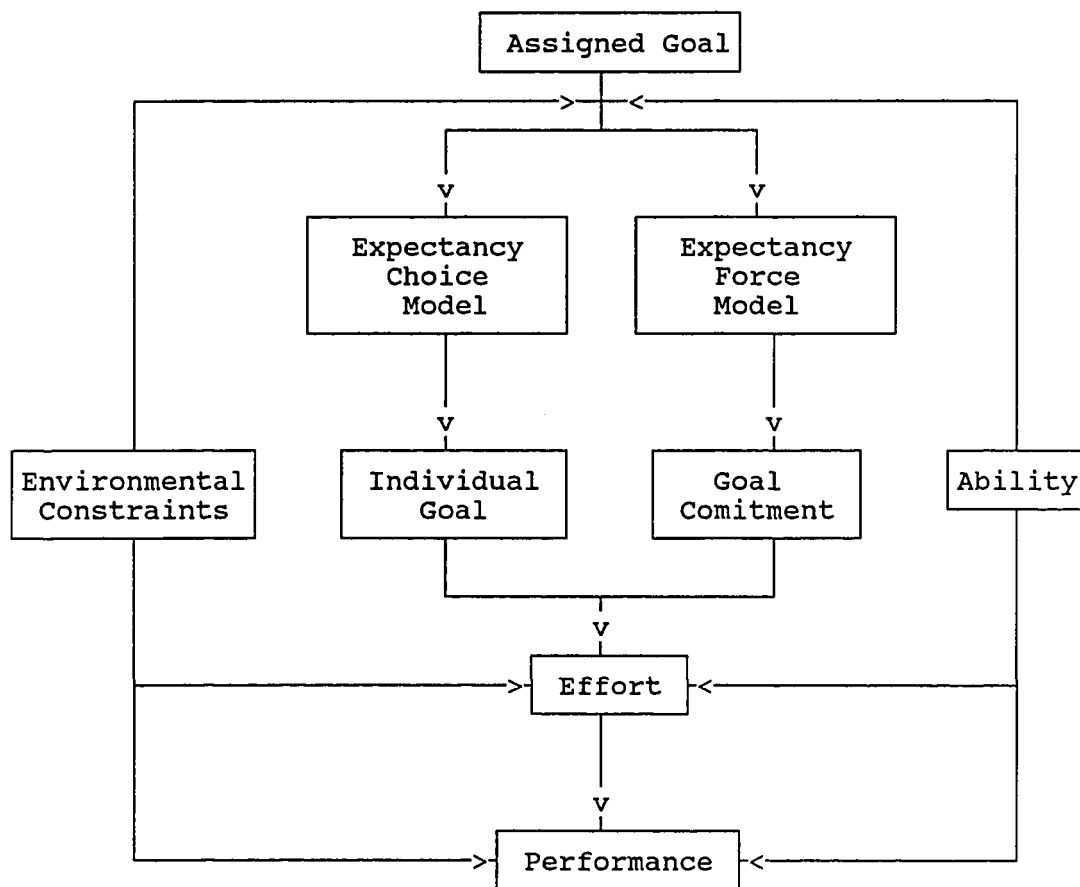 Assigned Goal
Expectancy
Choice
Model
Expectancy
Force
Model
Environmental
Constraints
Individual
Goal
Goal
Comitment
Ability
Effort
Performance